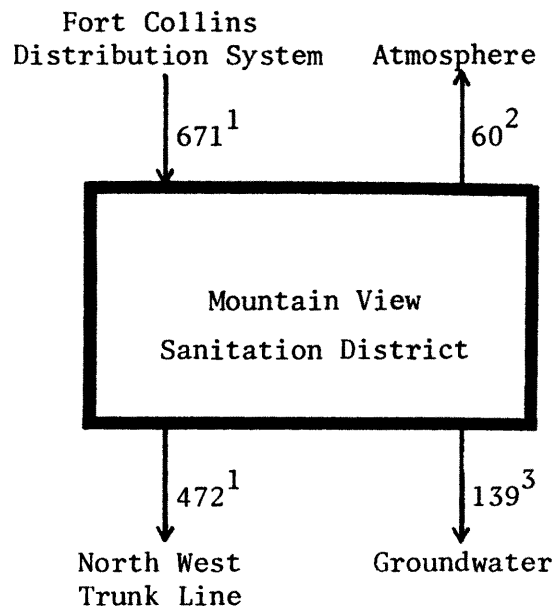 Fort Collins
Distribution System
Atmosphere
671¹
60²
Mountain View
Sanitation District
472¹
139³
North West
Trunk Line
Groundwater